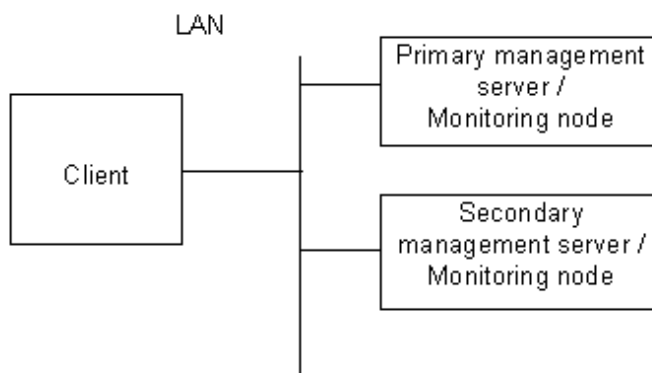 LAN
Primary management
server /
Monitoring node
Client
Secondary
management server /
Monitoring node